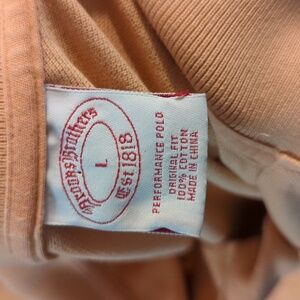 Brooks Brothers
L
Est. 1818
PERFORMANCE POLO
ORIGINAL FIT
100% COTTON
MADE IN CHINA